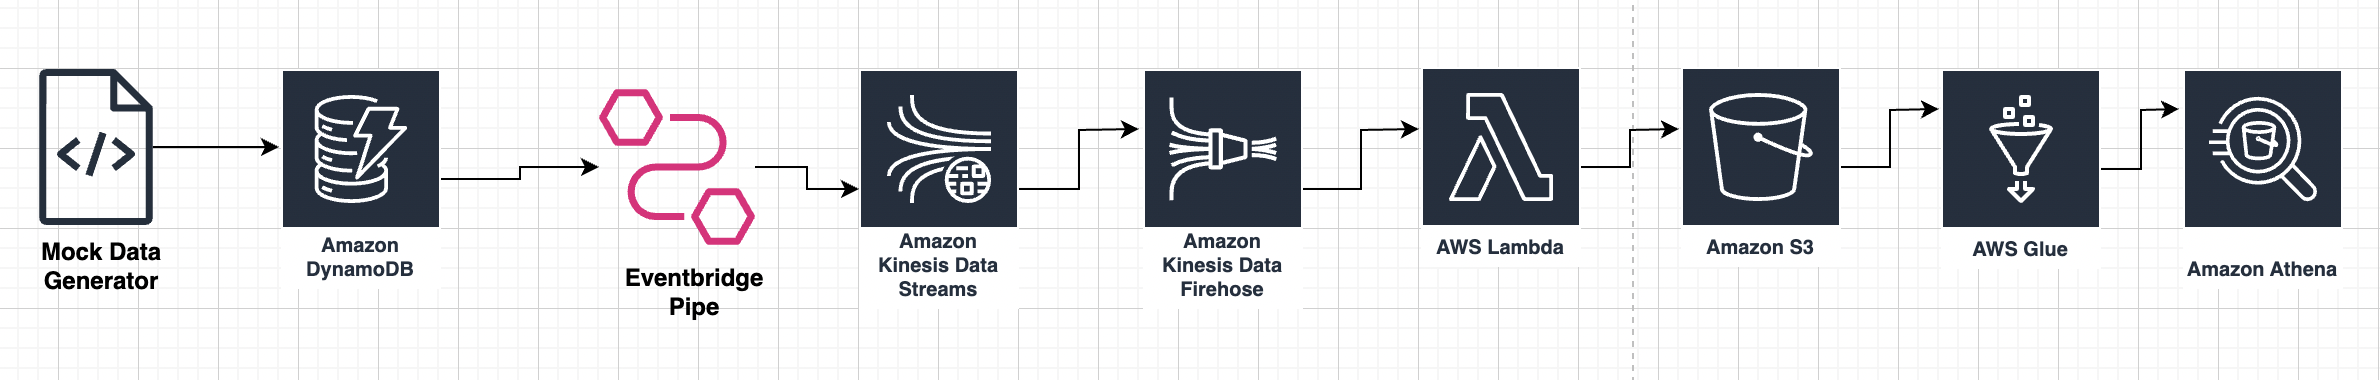 </>
Mock Data
Generator
Amazon
DynamoDB
Eventbridge
Pipe
Amazon
Kinesis Data
Streams
Amazon
Kinesis Data
Firehose
AWS Lambda
Amazon S3
AWS Glue
Amazon Athena